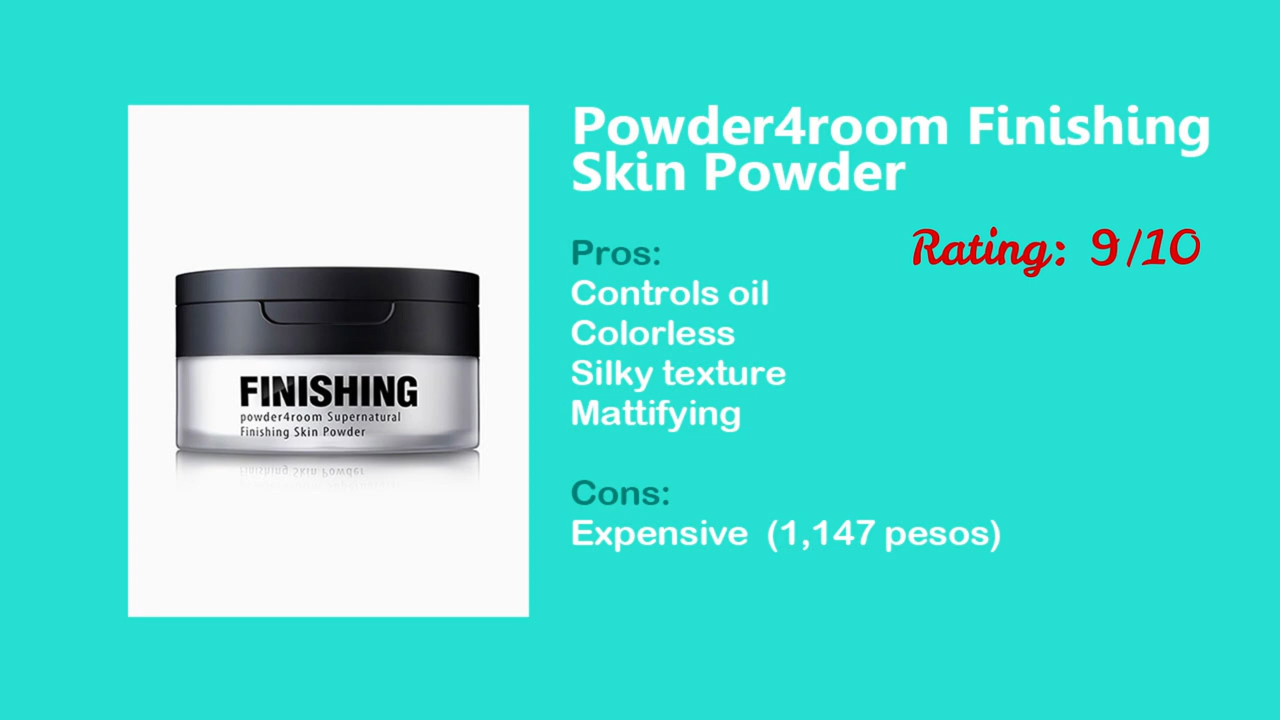 Powder4room Finishing
Skin Powder
Rating: 9/10
Pros:
Controls oil
Colorless
Silky texture
Mattifying
Cons:
Expensive (1,147 pesos)
FINISHING
powder4room Supernatural
Finishing Skin Powder